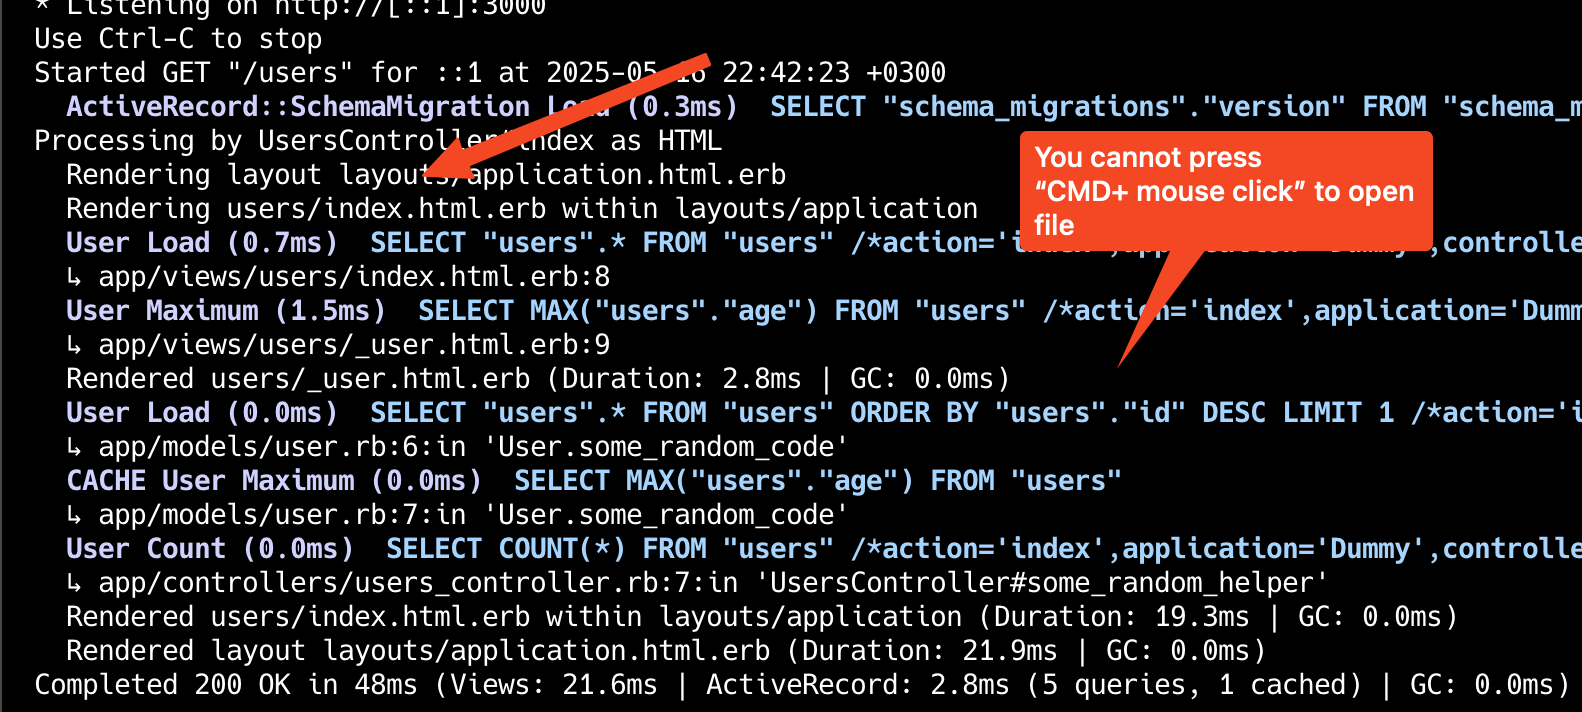 * Listening on http://[::1]:3000
Use Ctrl-C to stop
Started GET "/users" for ::1 at 2025-05-16 22:42:23 +0300
ActiveRecord::SchemaMigration Load (0.3ms)  SELECT "schema_migrations"."version" FROM "schema_m
Processing by UsersController#index as HTML
Rendering layout layouts/application.html.erb
Rendering users/index.html.erb within layouts/application
You cannot press
“CMD+ mouse click” to open
file
User Load (0.7ms)  SELECT "users".* FROM "users" /*action='index',application='Dummy',controlle
↳ app/views/users/index.html.erb:8
User Maximum (1.5ms)  SELECT MAX("users"."age") FROM "users" /*action='index',application='Dumm
↳ app/views/users/_user.html.erb:9
Rendered users/_user.html.erb (Duration: 2.8ms | GC: 0.0ms)
User Load (0.0ms)  SELECT "users".* FROM "users" ORDER BY "users"."id" DESC LIMIT 1 /*action='i
↳ app/models/user.rb:6:in 'User.some_random_code'
CACHE User Maximum (0.0ms)  SELECT MAX("users"."age") FROM "users"
↳ app/models/user.rb:7:in 'User.some_random_code'
User Count (0.0ms)  SELECT COUNT(*) FROM "users" /*action='index',application='Dummy',controlle
↳ app/controllers/users_controller.rb:7:in 'UsersController#some_random_helper'
Rendered users/index.html.erb within layouts/application (Duration: 19.3ms | GC: 0.0ms)
Rendered layout layouts/application.html.erb (Duration: 21.9ms | GC: 0.0ms)
Completed 200 OK in 48ms (Views: 21.6ms | ActiveRecord: 2.8ms (5 queries, 1 cached) | GC: 0.0ms)